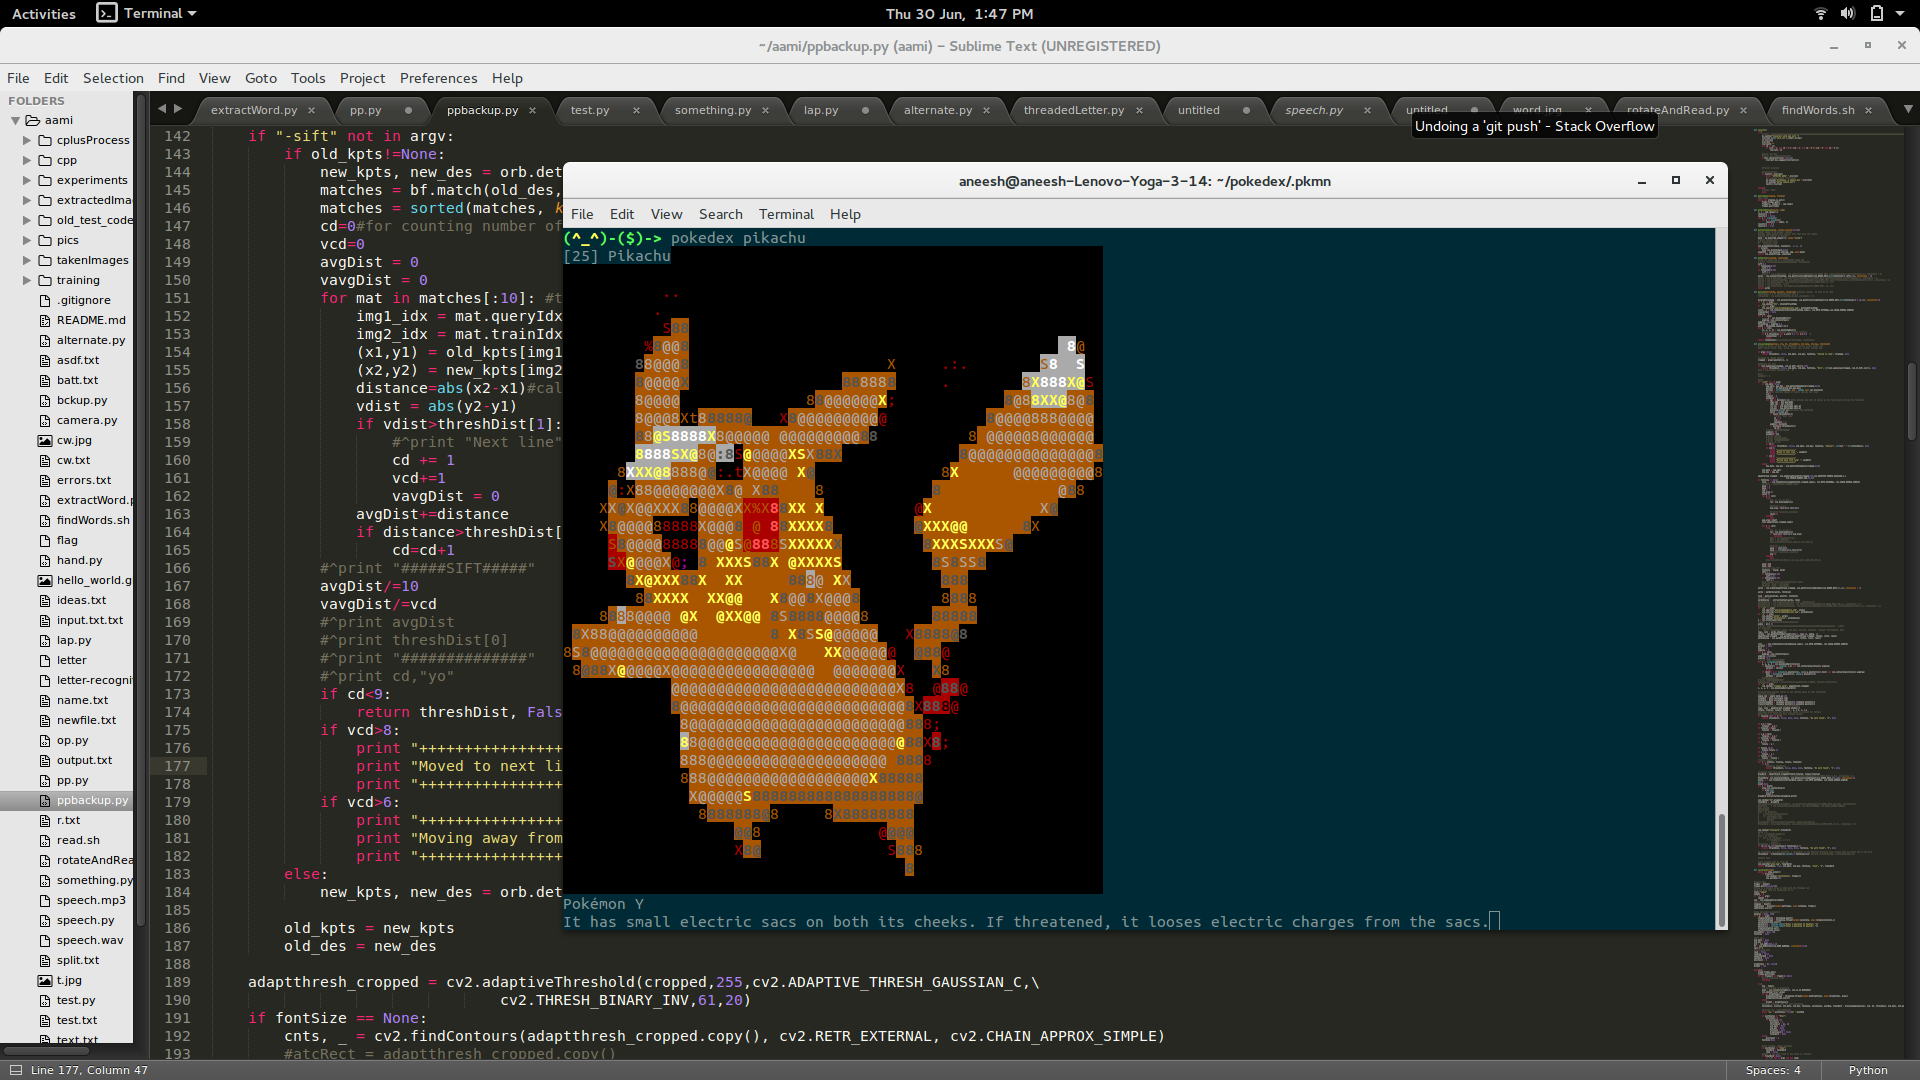 Activities Terminal Thu 30 Jun, 1:47 PM
~/aami/ppbackup.py (aami) – Sublime Text (UNREGISTERED)
File Edit Selection Find View Goto Tools Project Preferences Help
FOLDERS
aami
cplusProcess
cpp
experiments
extractedIma
old_test_code
pics
takenImages
training
.gitignore
README.md
alternate.py
asdf.txt
batt.txt
bckup.py
camera.py
cw.jpg
cw.txt
errors.txt
extractWord.p
findWords.sh
flag
hand.py
hello_world.g
ideas.txt
input.txt.txt
lap.py
letter
letter-recogni
name.txt
newfile.txt
op.py
output.txt
pp.py
ppbackup.py
r.txt
read.sh
rotateAndRea
something.py
speech.mp3
speech.py
speech.wav
split.txt
t.jpg
test.py
test.txt
text.txt
extractWord.py pp.py ppbackup.py test.py something.py lap.py alternate.py threadedLetter.py untitled speech.py untitled word.jpg rotateAndRead.py findWords.sh
Undoing a 'git push' - Stack Overflow
142 if "-sift" not in argv:
143 if old_kpts!=None:
144 new_kpts, new_des = orb.det
145 matches = bf.match(old_des,
146 matches = sorted(matches, k
147 cd=0#for counting number of
148 vcd=0
149 avgDist = 0
150 vavgDist = 0
151 for mat in matches[:10]: #t
152 img1_idx = mat.queryIdx
153 img2_idx = mat.trainIdx
154 (x1,y1) = old_kpts[img1
155 (x2,y2) = new_kpts[img2
156 distance=abs(x2-x1)#cal
157 vdist = abs(y2-y1)
158 if vdist>threshDist[1]:
159 #^print "Next line"
160 cd += 1
161 vcd+=1
162 vavgDist = 0
163 avgDist+=distance
164 if distance>threshDist[
165 cd=cd+1
166 #^print "#####SIFT#####"
167 avgDist/=10
168 vavgDist/=vcd
169 #^print avgDist
170 #^print threshDist[0]
171 #^print "##############"
172 #^print cd,"yo"
173 if cd<9:
174 return threshDist, Fals
175 if vcd>8:
176 print "++++++++++++++++
177 print "Moved to next li
178 print "++++++++++++++++
179 if vcd>6:
180 print "++++++++++++++++
181 print "Moving away from
182 print "++++++++++++++++
183 else:
184 new_kpts, new_des = orb.det
185
186 old_kpts = new_kpts
187 old_des = new_des
188
189 adaptthresh_cropped = cv2.adaptiveThreshold(cropped,255,cv2.ADAPTIVE_THRESH_GAUSSIAN_C,\
190 cv2.THRESH_BINARY_INV,61,20)
191 if fontSize == None:
192 cnts, _ = cv2.findContours(adaptthresh_cropped.copy(), cv2.RETR_EXTERNAL, cv2.CHAIN_APPROX_SIMPLE)
193 #atcRect = adaptthresh_cropped.copy()
aneesh@aneesh-Lenovo-Yoga-3-14: ~/pokedex/.pkmn
File Edit View Search Terminal Help
(^_^)-($)-> pokedex pikachu
[25] Pikachu
Pokémon Y
It has small electric sacs on both its cheeks. If threatened, it looses electric charges from the sacs.
Line 177, Column 47 Spaces: 4 Python